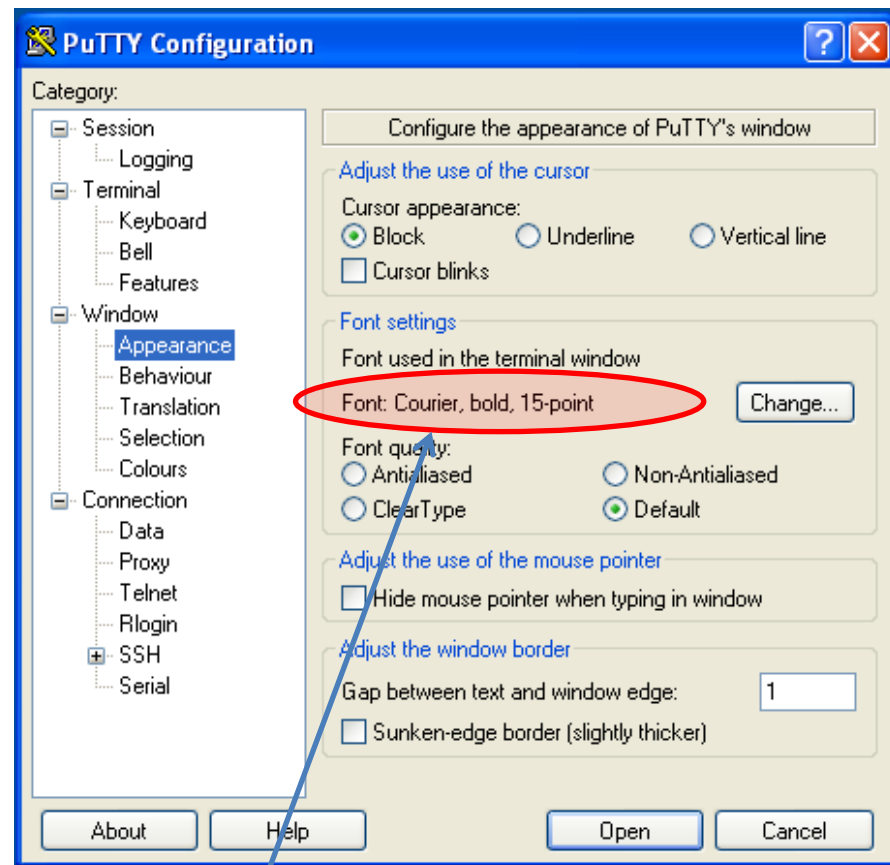 PuTTY Configuration
Category:
Session
Logging
Terminal
Keyboard
Bell
Features
Window
Appearance
Behaviour
Translation
Selection
Colours
Connection
Data
Proxy
Telnet
Rlogin
SSH
Serial
Configure the appearance of PuTTY's window
Adjust the use of the cursor
Cursor appearance:
Block Underline Vertical line
Cursor blinks
Font settings
Font used in the terminal window
Font: Courier, bold, 15-point Change...
Font quality:
Antialiased Non-Antialiased
ClearType Default
Adjust the use of the mouse pointer
Hide mouse pointer when typing in window
Adjust the window border
Gap between text and window edge: 1
Sunken-edge border (slightly thicker)
About Help Open Cancel